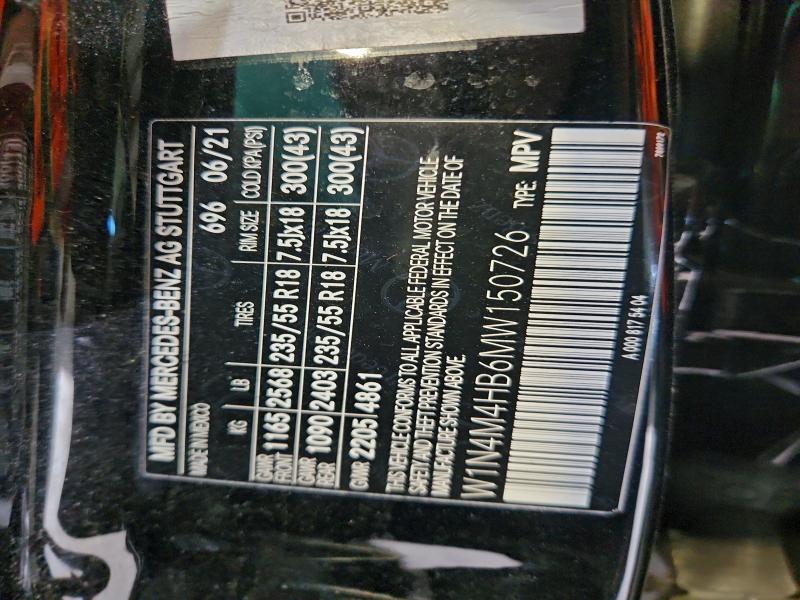 MFD BY MERCEDES-BENZ AG STUTTGART
MADE IN MEXICO 696 06/21
KG LB TIRES RIM SIZE COLD KPA(PSI)
GAWR FRONT 1165 2568 235/55 R18 7.5Jx18 300(43)
GAWR REAR 1090 2403 235/55 R18 7.5Jx18 300(43)
GVWR 2205 4861
THIS VEHICLE CONFORMS TO ALL APPLICABLE FEDERAL MOTOR VEHICLE
SAFETY AND THEFT PREVENTION STANDARDS IN EFFECT ON THE DATE OF
MANUFACTURE SHOWN ABOVE.
W1N4M4HB6MW150726 TYPE: MPV
A 000 817 54 04